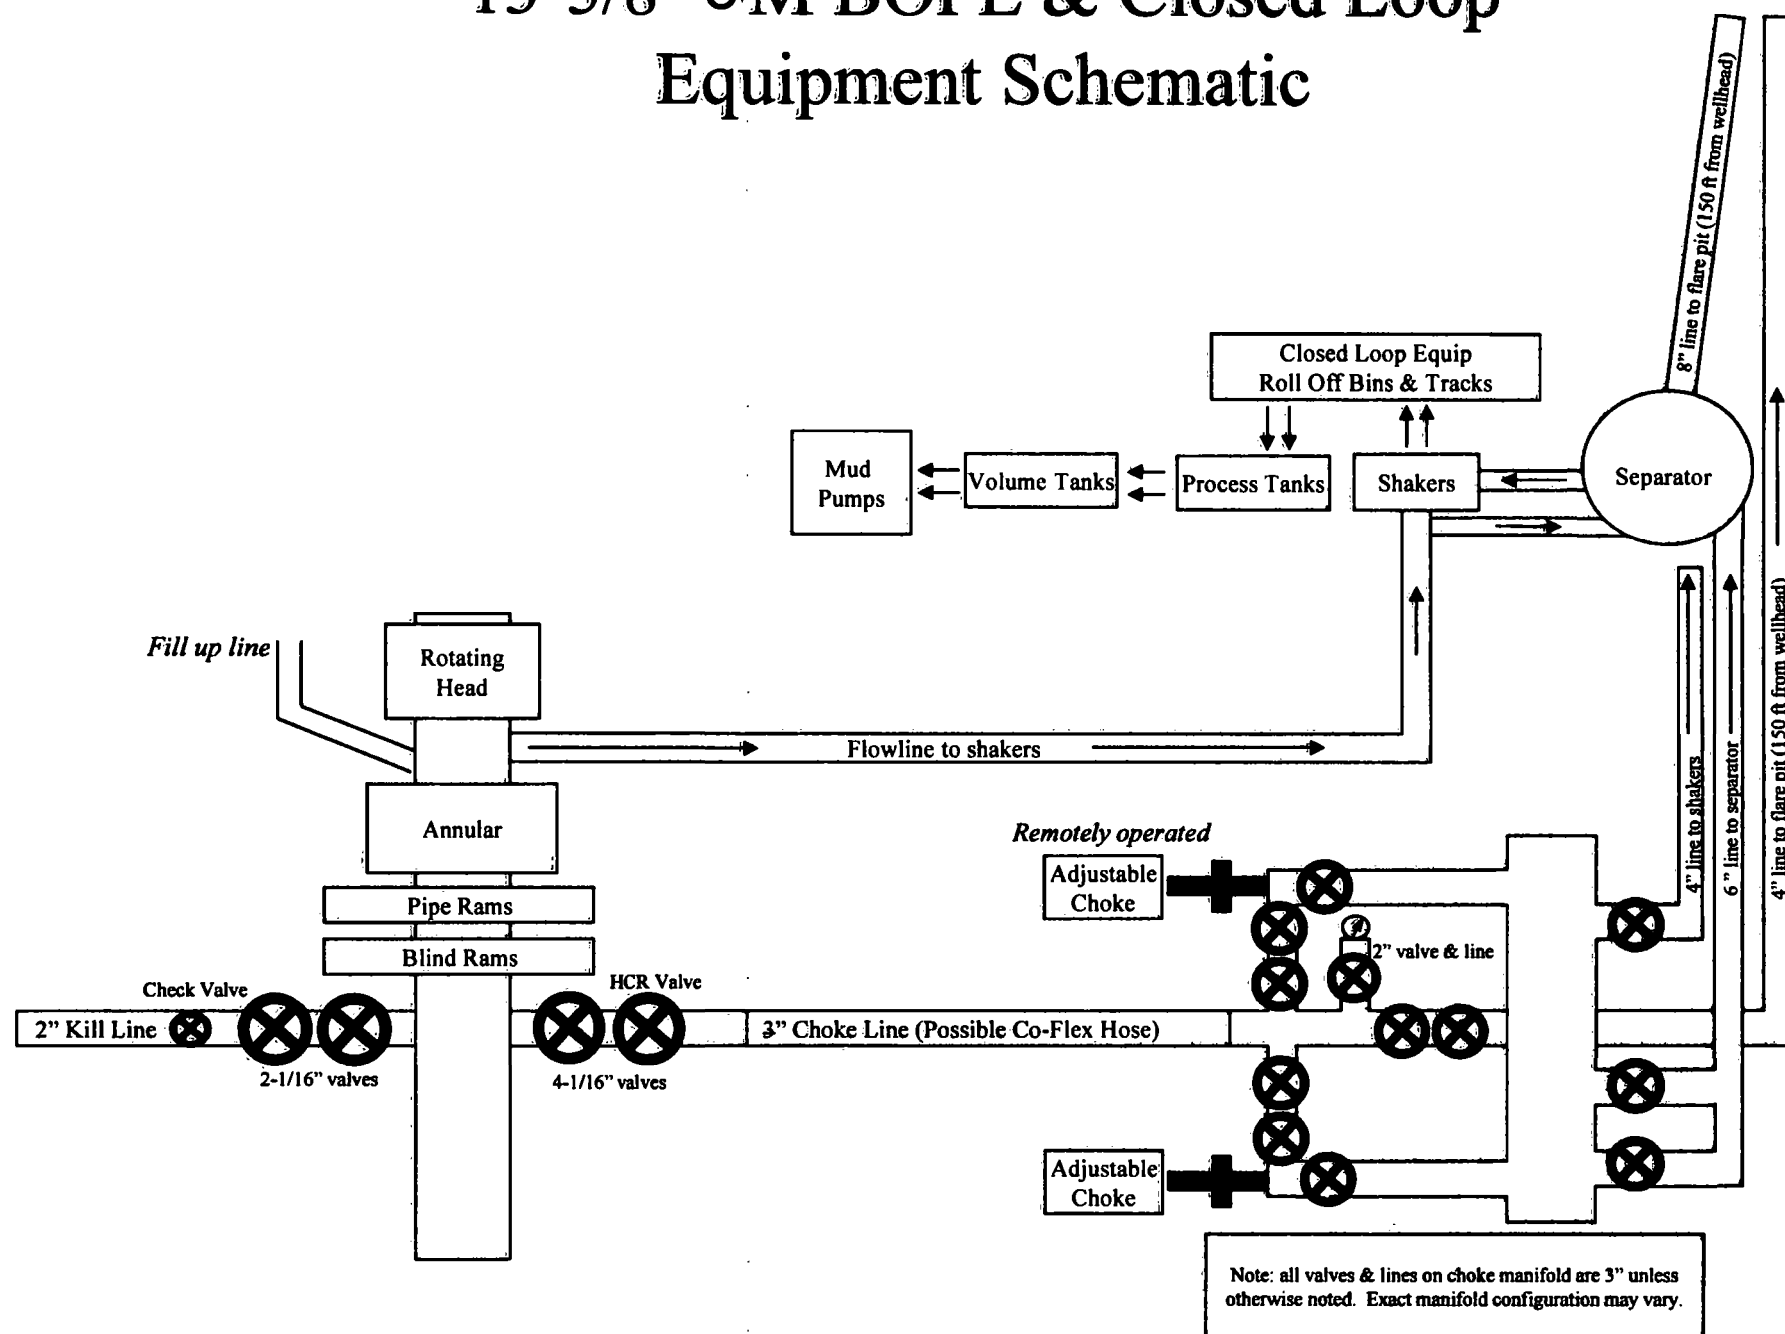 BOPE & Closed Loop
Equipment Schematic
8” line to flare pit (150 ft from wellhead)
Closed Loop Equip
Roll Off Bins & Tracks
Mud
Pumps
Volume Tanks
Process Tanks
Shakers
Separator
Fill up line
Rotating
Head
Flowline to shakers
Annular
Pipe Rams
Blind Rams
Check Valve
HCR Valve
2” Kill Line
3” Choke Line (Possible Co-Flex Hose)
2-1/16” valves
4-1/16” valves
Remotely operated
Adjustable
Choke
2” valve & line
Adjustable
Choke
4” line to shakers
6” line to separator
4” line to flare pit (150 ft from wellhead)
Note: all valves & lines on choke manifold are 3” unless
otherwise noted. Exact manifold configuration may vary.